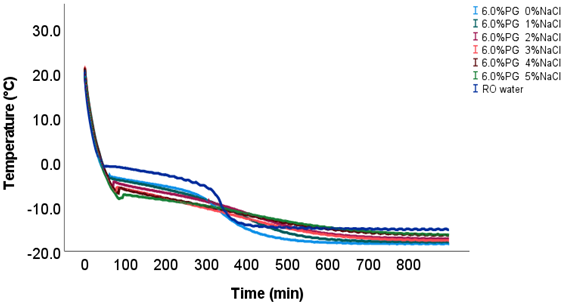 6.0%PG 0%NaCl
6.0%PG 1%NaCl
6.0%PG 2%NaCl
6.0%PG 3%NaCl
6.0%PG 4%NaCl
6.0%PG 5%NaCl
RO water
Temperature (°C)
30.0
20.0
10.0
0.0
-10.0
-20.0
0 100 200 300 400 500 600 700 800
Time (min)